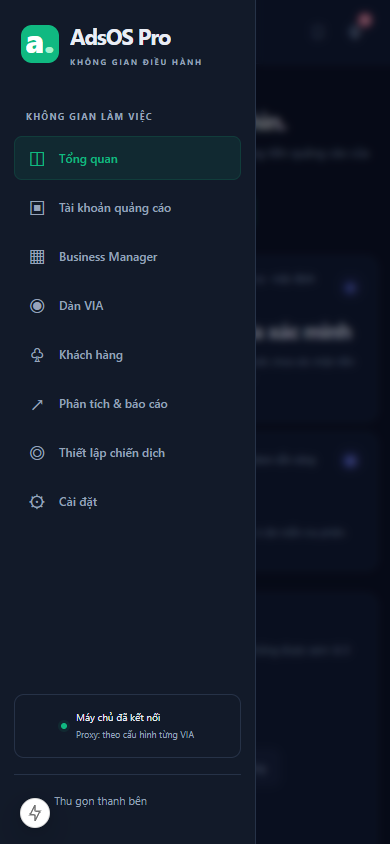 a.
AdsOS Pro
KHÔNG GIAN ĐIỀU HÀNH
KHÔNG GIAN LÀM VIỆC
Tổng quan
Tài khoản quảng cáo
Business Manager
Dàn VIA
Khách hàng
Phân tích & báo cáo
Thiết lập chiến dịch
Cài đặt
xác minh
Máy chủ đã kết nối
Proxy: theo cấu hình từng VIA
Thu gọn thanh bên